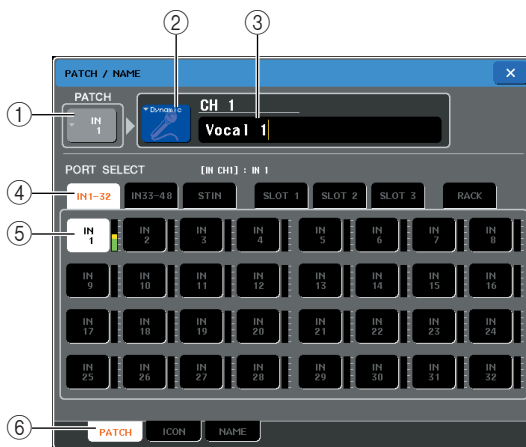 ② ③
PATCH / NAME ×
① PATCH IN 1 Dynamic CH 1
Vocal 1
PORT SELECT [IN CH1] : IN 1
④ IN1-32 IN33-48 STIN SLOT 1 SLOT 2 SLOT 3 RACK
⑤ IN 1 IN 2 IN 3 IN 4 IN 5 IN 6 IN 7 IN 8
IN 9 IN 10 IN 11 IN 12 IN 13 IN 14 IN 15 IN 16
IN 17 IN 18 IN 19 IN 20 IN 21 IN 22 IN 23 IN 24
IN 25 IN 26 IN 27 IN 28 IN 29 IN 30 IN 31 IN 32
⑥ PATCH ICON NAME